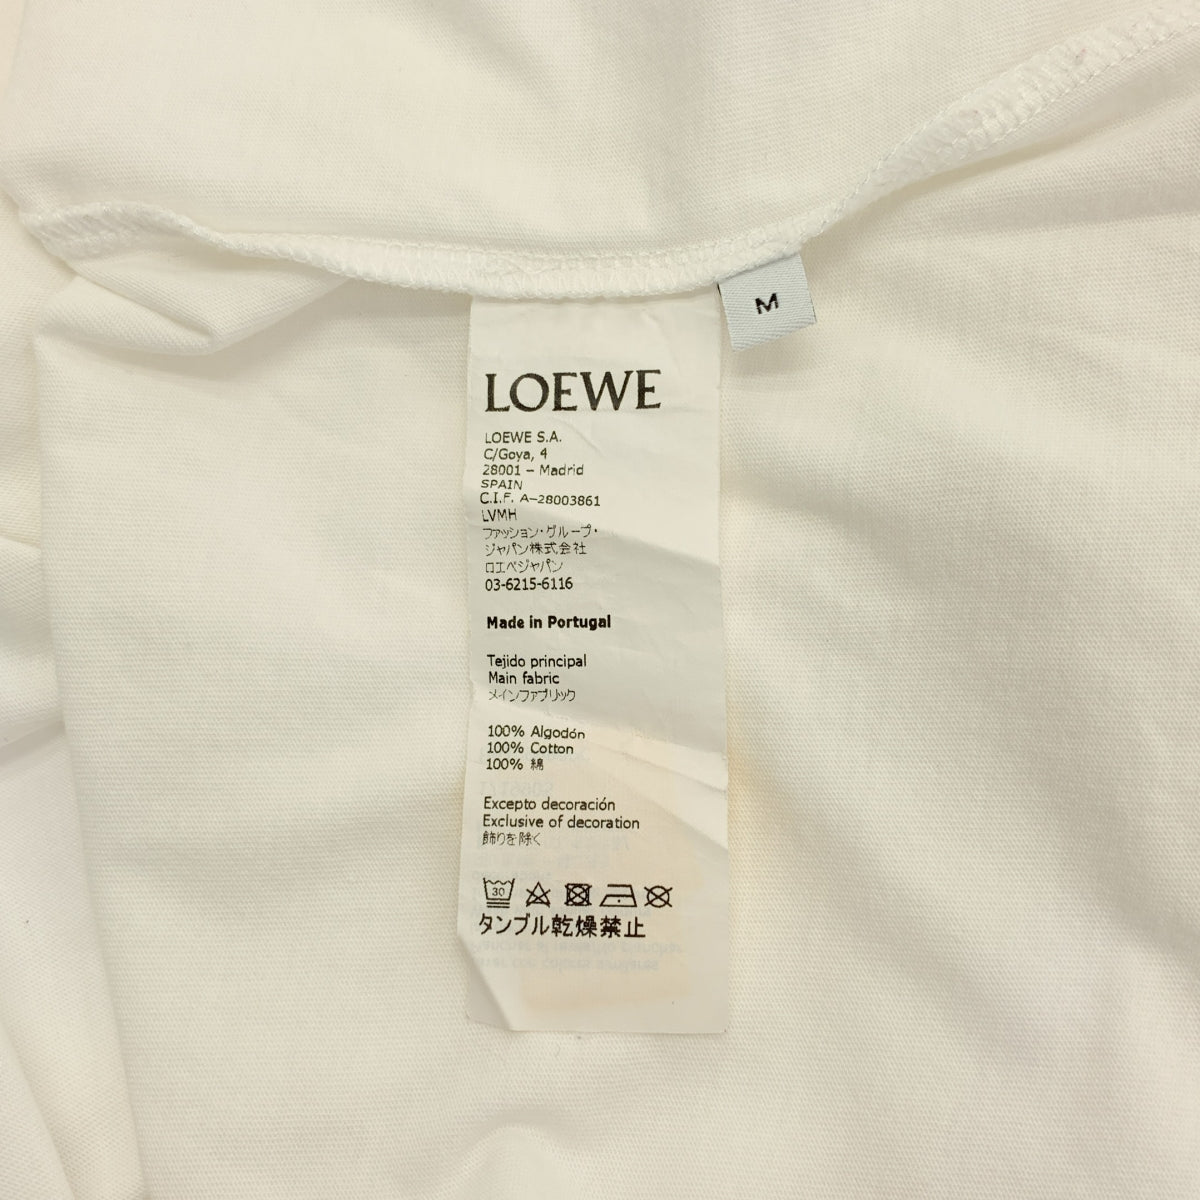 M
LOEWE
LOEWE S.A.
C/Goya, 4
28001 – Madrid
SPAIN
C.I.F. A-28003861
LVMH
ファッション・グループ・
ジャパン株式会社
ロエベジャパン
03-6215-6116
Made in Portugal
Tejido principal
Main fabric
メインファブリック
100% Algodón
100% Cotton
100% 綿
Excepto decoración
Exclusive of decoration
飾りを除く
30
タンブル乾燥禁止